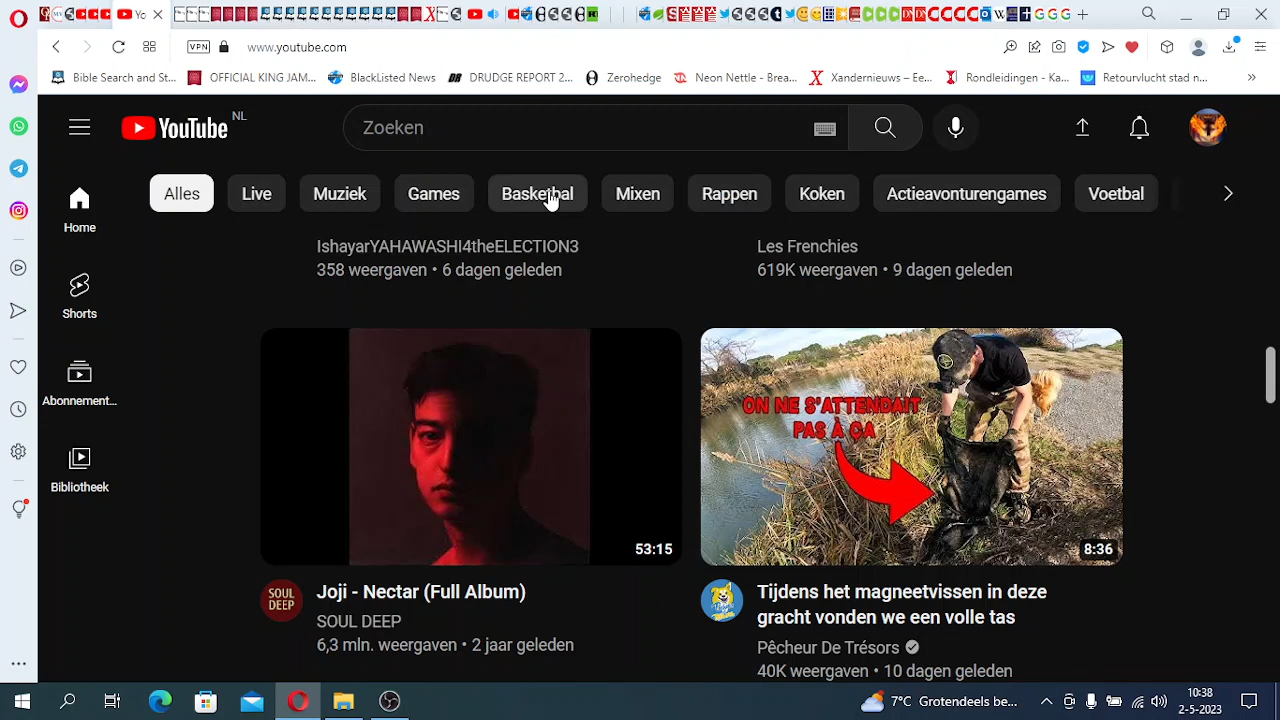 Yo
VPN
www.youtube.com
Bible Search and St...
OFFICIAL KING JAM...
BlackListed News
DRUDGE REPORT 2...
Zerohedge
Neon Nettle - Brea...
Xandernieuws – Ee...
Rondleidingen - Ka...
Retourvlucht stad n...
YouTube NL
Zoeken
Alles
Live
Muziek
Games
Basketbal
Mixen
Rappen
Koken
Actieavonturengames
Voetbal
Home
Shorts
Abonnement...
Bibliotheek
IshayarYAHAWASHI4theELECTION3
358 weergaven • 6 dagen geleden
Les Frenchies
619K weergaven • 9 dagen geleden
53:15
SOUL
DEEP
Joji - Nectar (Full Album)
SOUL DEEP
6,3 mln. weergaven • 2 jaar geleden
ON NE S'ATTENDAIT
PAS À ÇA
8:36
Tijdens het magneetvissen in deze
gracht vonden we een volle tas
Pêcheur De Trésors
40K weergaven • 10 dagen geleden
7°C Grotendeels be...
10:38
2-5-2023